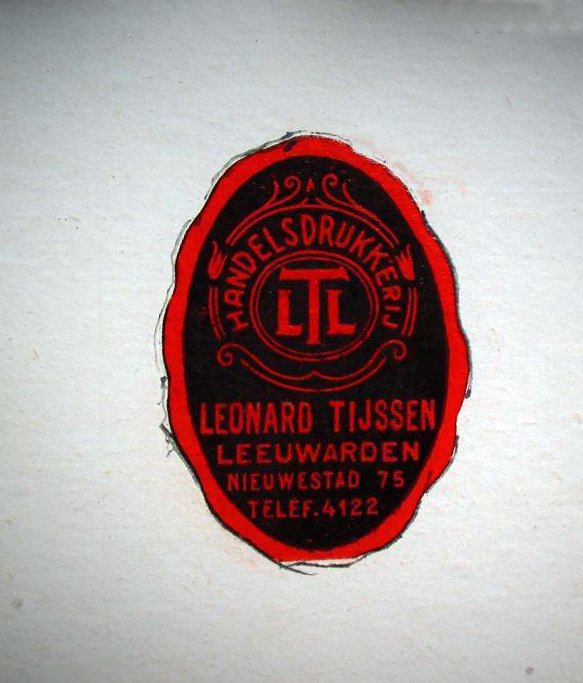 HANDELSDRUKKERIJ
LTL
LEONARD TIJSSEN
LEEUWARDEN
NIEUWESTAD 75
TELEF. 4122